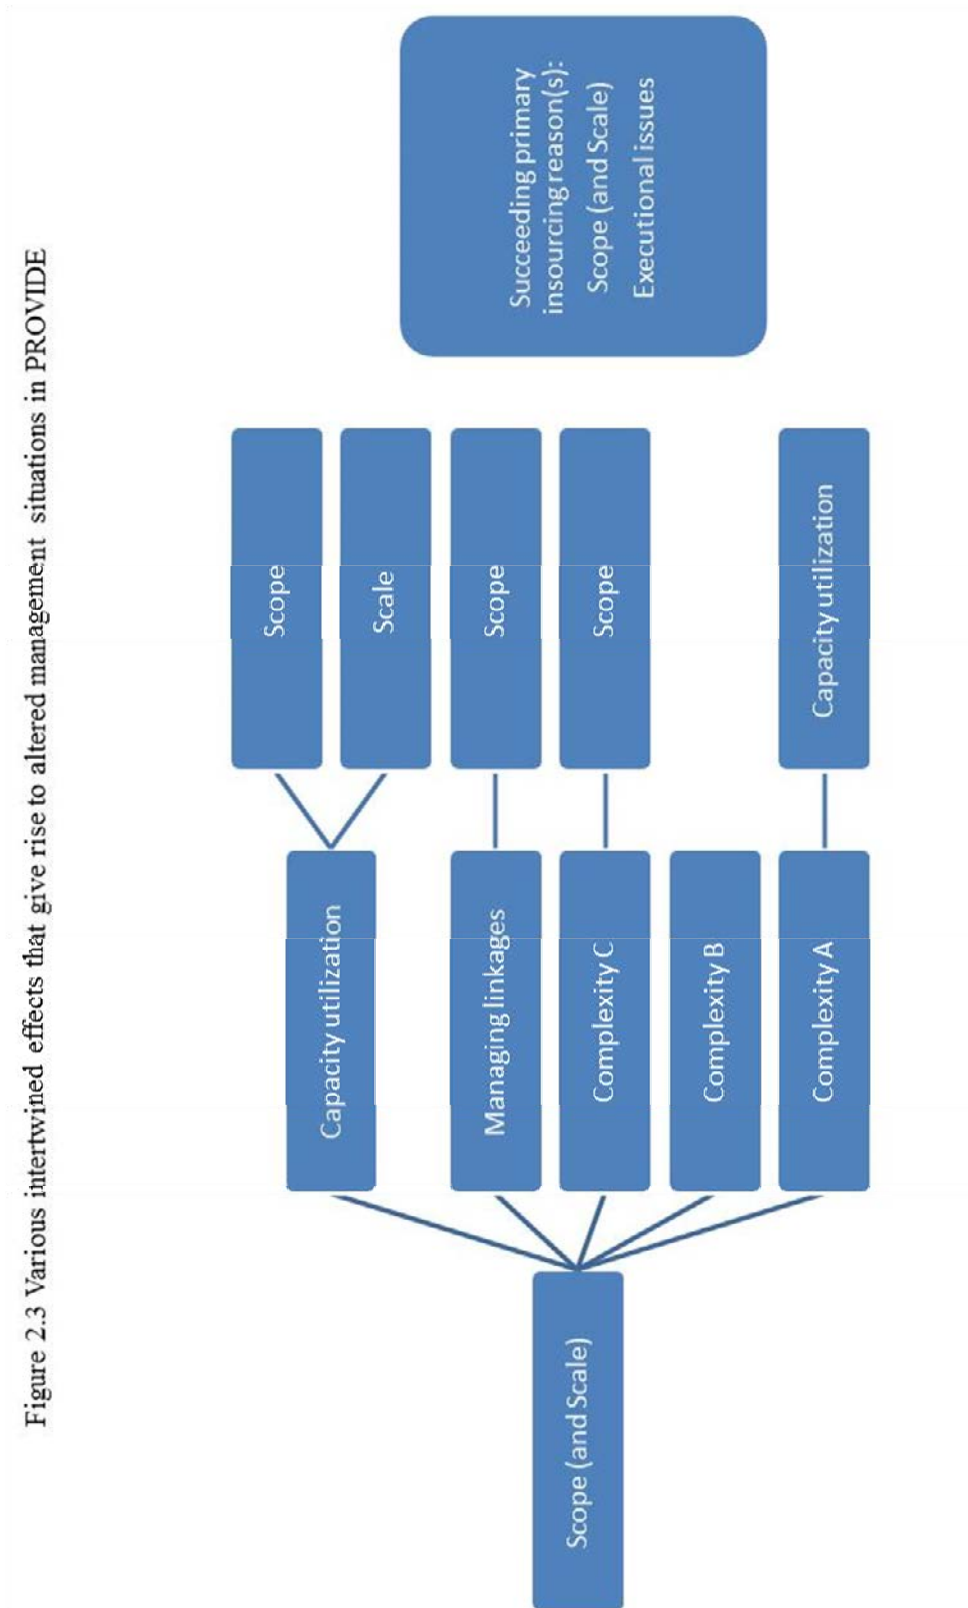 Figure 2.3 Various intertwined effects that give rise to altered management situations in PROVIDE
Scope (and Scale)
Capacity utilization
Managing linkages
Complexity C
Complexity B
Complexity A
Scope
Scale
Scope
Scope
Capacity utilization
Succeeding primary
insourcing reason(s):
Scope (and Scale)
Executional issues